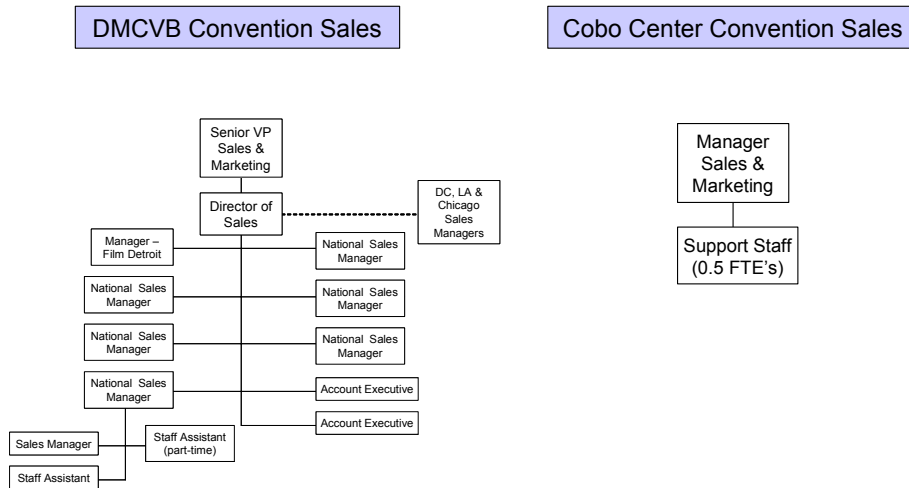 DMCVB Convention Sales
Cobo Center Convention Sales
Senior VP
Sales &
Marketing
Director of
Sales
DC, LA &
Chicago
Sales
Managers
Manager –
Film Detroit
National Sales
Manager
National Sales
Manager
National Sales
Manager
National Sales
Manager
National Sales
Manager
National Sales
Manager
Account Executive
Account Executive
Sales Manager
Staff Assistant
(part-time)
Staff Assistant
Manager
Sales &
Marketing
Support Staff
(0.5 FTE's)